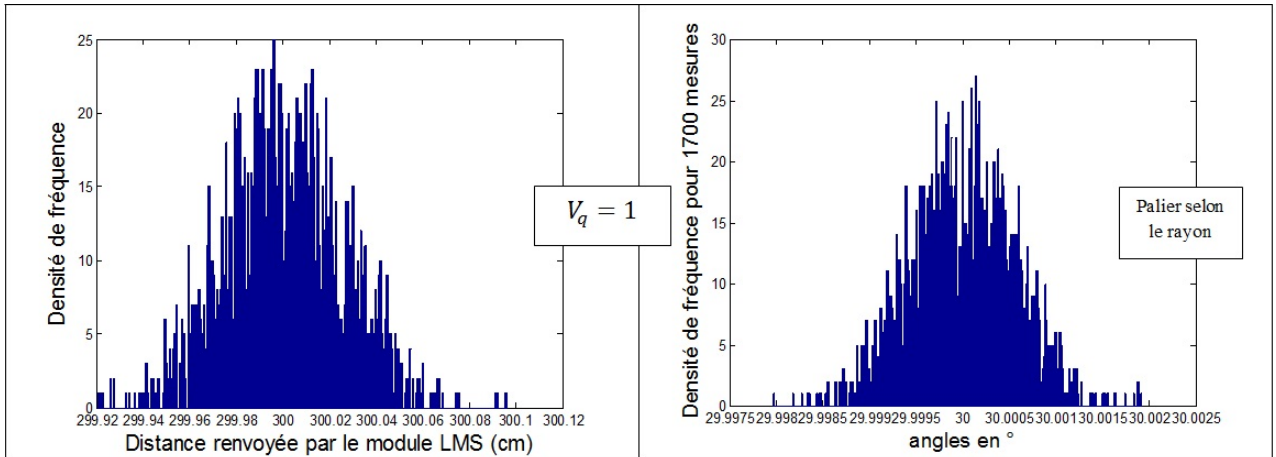 25
20
15
10
5
0
Densité de fréquence
299.92 299.94 299.96 299.98 300 300.02 300.04 300.06 300.08 300.1 300.12
Distance renvoyée par le module LMS (cm)
V_q = 1
30
25
20
15
10
5
0
Densité de fréquence pour 1700 mesures
29.9975 29.998 29.9985 29.999 29.9995 30 30.0005 30.001 30.0015 30.002 30.0025
angles en °
Palier selon
le rayon